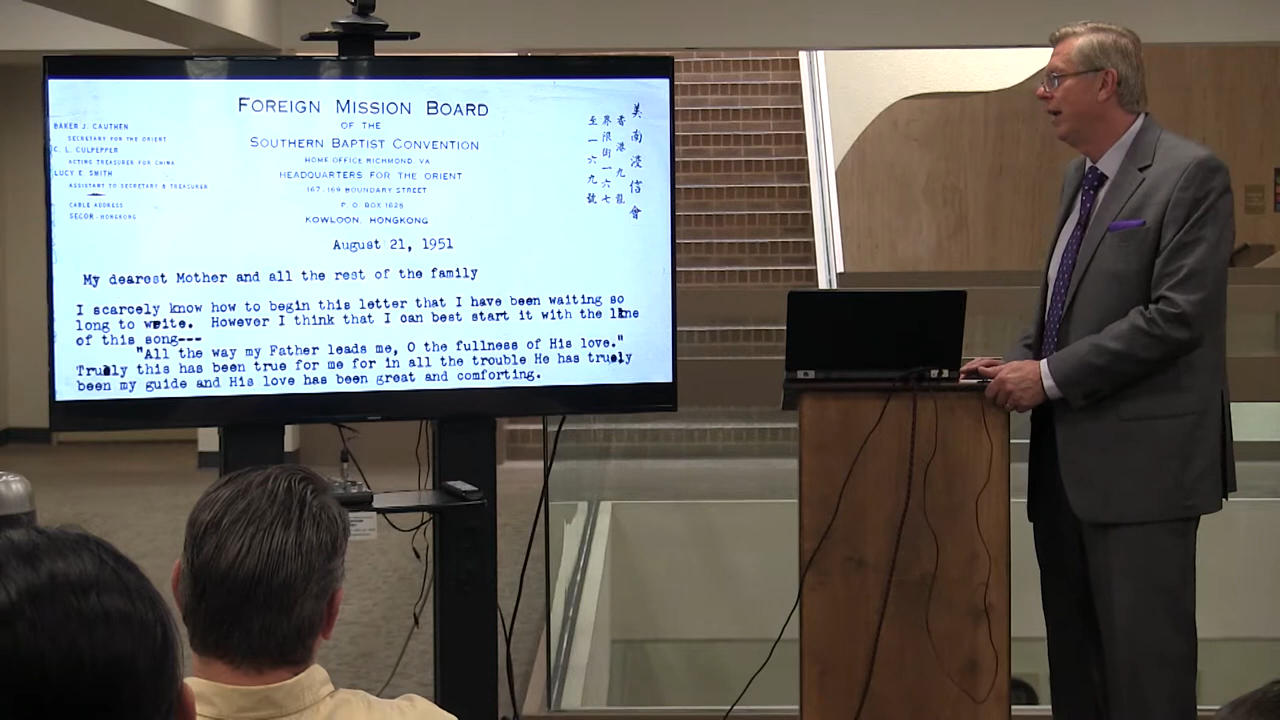 FOREIGN MISSION BOARD
OF THE
SOUTHERN BAPTIST CONVENTION
HOME OFFICE RICHMOND, VA
HEADQUARTERS FOR THE ORIENT
167-169 BOUNDARY STREET
P. O. BOX 1628
KOWLOON, HONGKONG
BAKER J. CAUTHEN
SECRETARY FOR THE ORIENT
C. L. CULPEPPER
ACTING TREASURER FOR CHINA
LUCY E. SMITH
ASSISTANT TO SECRETARY & TREASURER
CABLE ADDRESS
SECOR-HONGKONG
美南浸信會
香港九龍
界限街一六七
至一六九號
August 21, 1951
My dearest Mother and all the rest of the family
I scarcely know how to begin this letter that I have been waiting so
long to write. However I think that I can best start it with the line
of this song---
"All the way my Father leads me, O the fullness of His love."
Truely this has been true for me for in all the trouble He has truely
been my guide and His love has been great and comforting.